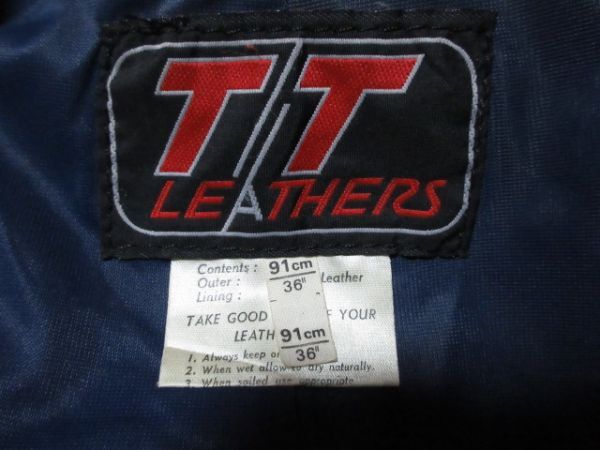 TT
LEATHERS
Contents : 91cm
Outer : 36" Leather
Lining :
TAKE GOOD F YOUR
LEATH 91cm
1. Always keep 36"
2. When wet allow to dry naturally.
3. When soiled use appropriate